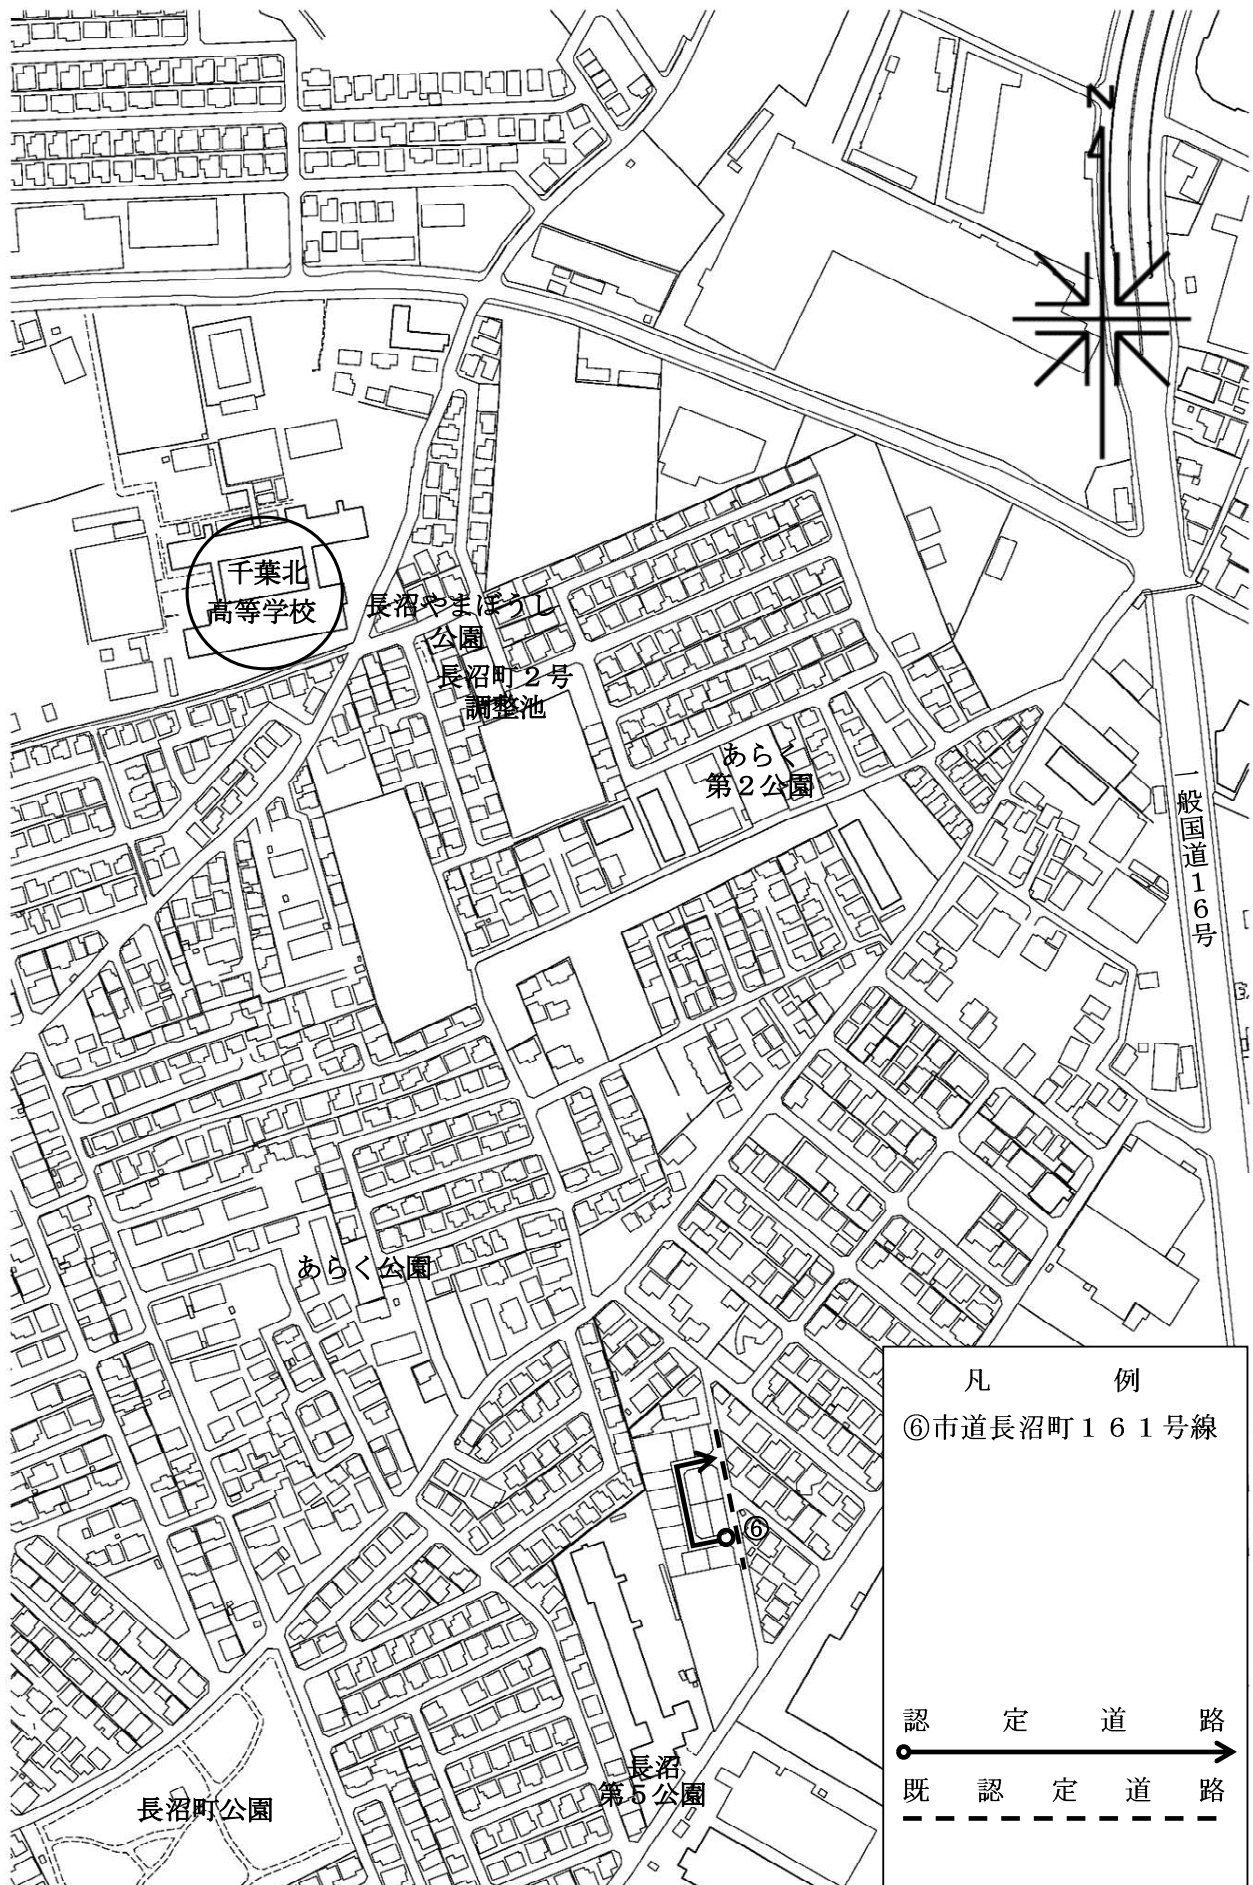 N
千葉北
高等学校
長沼やまぼうし
公園
長沼町２号
調整池
あらく
第２公園
一般国道１６号
あらく公園
凡例
⑥市道長沼町１６１号線
⑥
認定道路
既認定道路
長沼
第５公園
長沼町公園